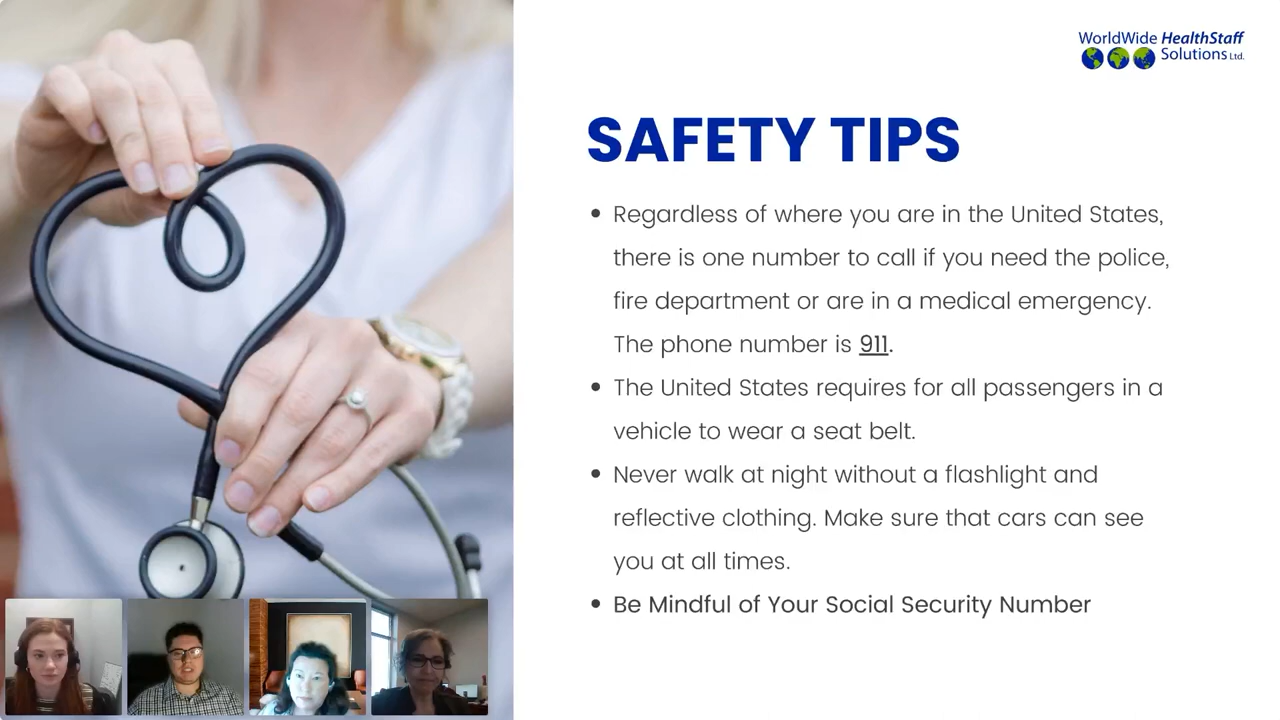 WorldWide HealthStaff
Solutions Ltd.
SAFETY TIPS
• Regardless of where you are in the United States,
there is one number to call if you need the police,
fire department or are in a medical emergency.
The phone number is 911.
• The United States requires for all passengers in a
vehicle to wear a seat belt.
• Never walk at night without a flashlight and
reflective clothing. Make sure that cars can see
you at all times.
• Be Mindful of Your Social Security Number